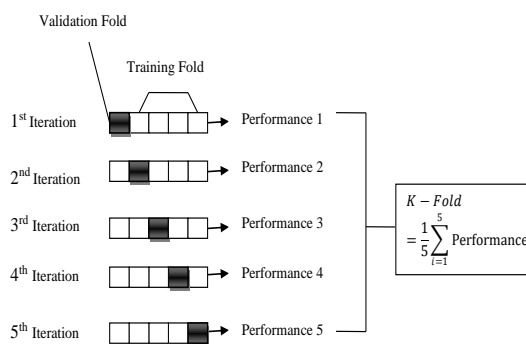 Validation Fold
Training Fold
1st Iteration
Performance 1
2nd Iteration
Performance 2
3rd Iteration
Performance 3
4th Iteration
Performance 4
5th Iteration
Performance 5
K − Fold
= 1/5 ∑ i=1 5 Performance